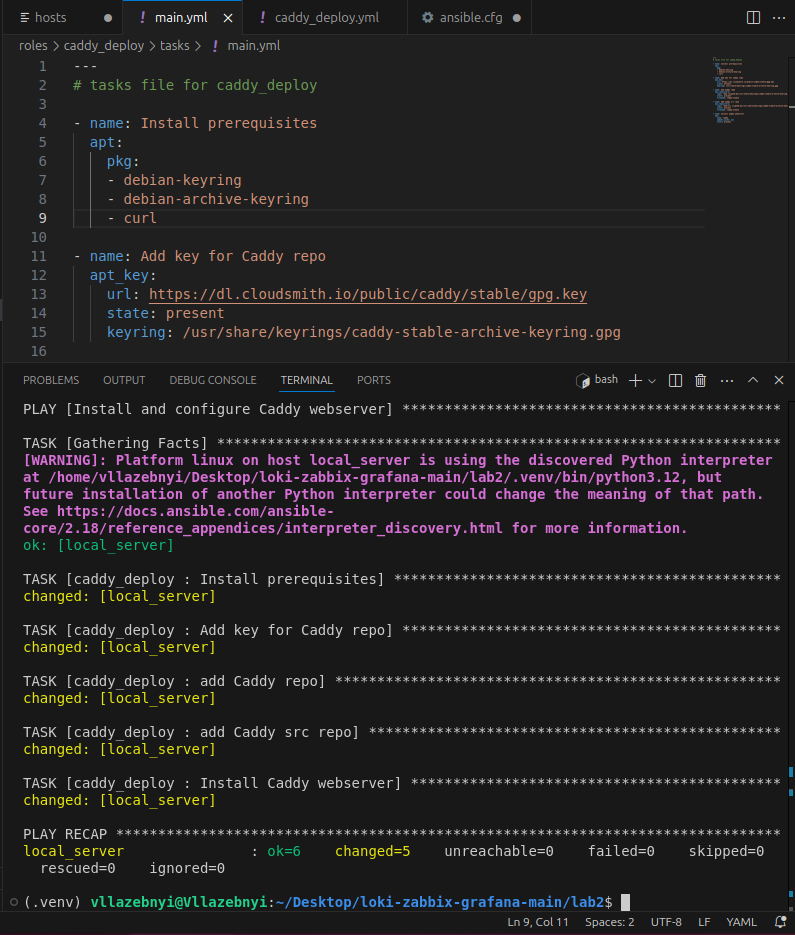 hosts main.yml caddy_deploy.yml ansible.cfg
roles > caddy_deploy > tasks > ! main.yml
1 ---
2 # tasks file for caddy_deploy
3
4 - name: Install prerequisites
5 apt:
6 pkg:
7 - debian-keyring
8 - debian-archive-keyring
9 - curl
10
11 - name: Add key for Caddy repo
12 apt_key:
13 url: https://dl.cloudsmith.io/public/caddy/stable/gpg.key
14 state: present
15 keyring: /usr/share/keyrings/caddy-stable-archive-keyring.gpg
16
PROBLEMS OUTPUT DEBUG CONSOLE TERMINAL PORTS bash
PLAY [Install and configure Caddy webserver] *********************************************
TASK [Gathering Facts] *******************************************************************
[WARNING]: Platform linux on host local_server is using the discovered Python interpreter
at /home/vllazebnyi/Desktop/loki-zabbix-grafana-main/lab2/.venv/bin/python3.12, but
future installation of another Python interpreter could change the meaning of that path.
See https://docs.ansible.com/ansible-
core/2.18/reference_appendices/interpreter_discovery.html for more information.
ok: [local_server]
TASK [caddy_deploy : Install prerequisites] **********************************************
changed: [local_server]
TASK [caddy_deploy : Add key for Caddy repo] *********************************************
changed: [local_server]
TASK [caddy_deploy : add Caddy repo] *****************************************************
changed: [local_server]
TASK [caddy_deploy : add Caddy src repo] *************************************************
changed: [local_server]
TASK [caddy_deploy : Install Caddy webserver] ********************************************
changed: [local_server]
PLAY RECAP *******************************************************************************
local_server : ok=6 changed=5 unreachable=0 failed=0 skipped=0
rescued=0 ignored=0
(.venv) vllazebnyi@Vllazebnyi:~/Desktop/loki-zabbix-grafana-main/lab2$
Ln 9, Col 11 Spaces: 2 UTF-8 LF YAML